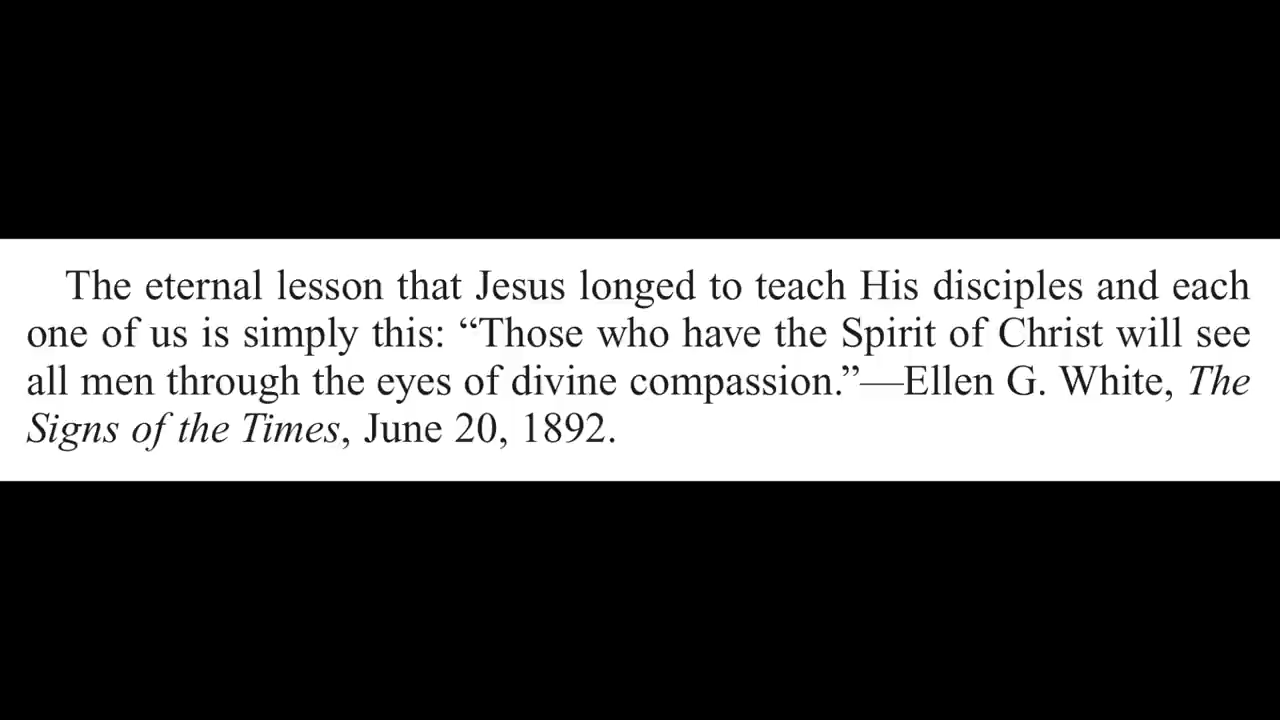 The eternal lesson that Jesus longed to teach His disciples and each
one of us is simply this: “Those who have the Spirit of Christ will see
all men through the eyes of divine compassion.”—Ellen G. White, The
Signs of the Times, June 20, 1892.